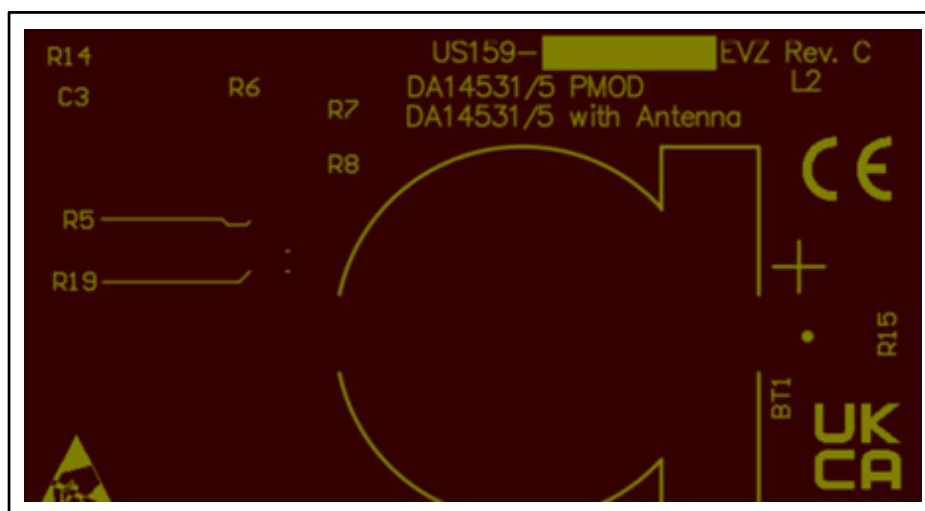 R14
US159- EVZ Rev. C
C3
R6
DA14531/5 PMOD
L2
R7
DA14531/5 with Antenna
R8
CE
R5
R19
R15
BT1
UK
CA